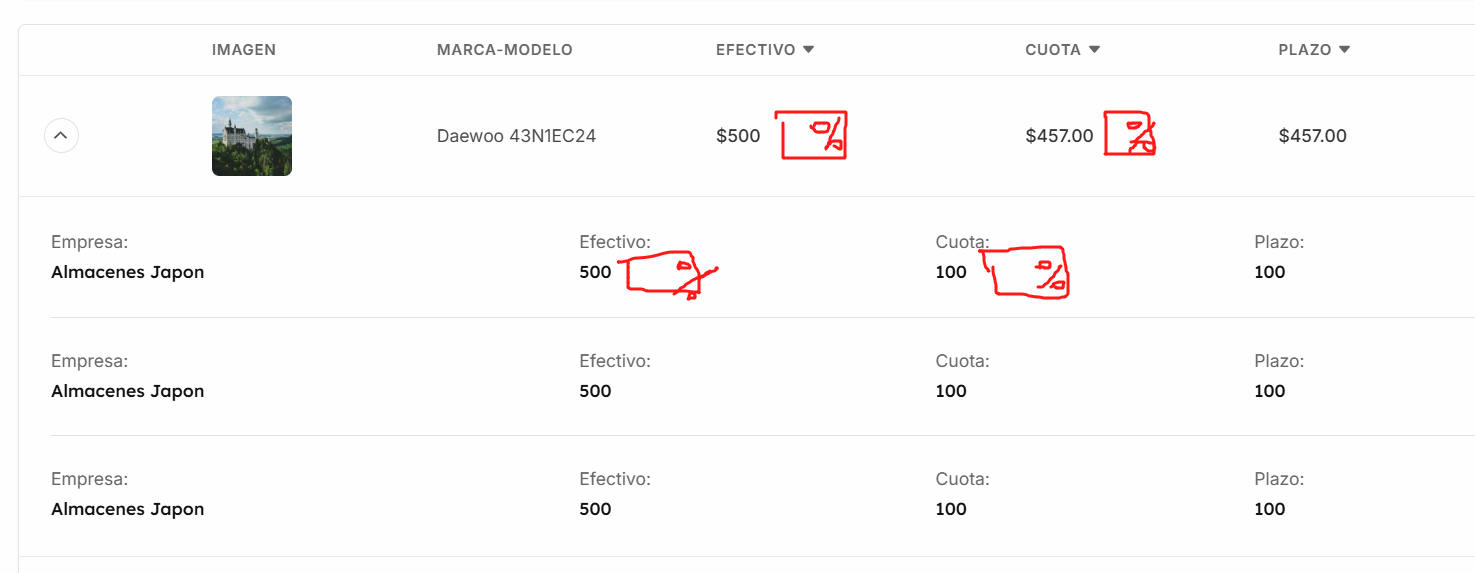 IMAGEN MARCA-MODELO EFECTIVO CUOTA PLAZO
Daewoo 43N1EC24 $500 % $457.00 % $457.00
Empresa: Efectivo: Cuota: Plazo:
Almacenes Japon 500 % 100 % 100
Empresa: Efectivo: Cuota: Plazo:
Almacenes Japon 500 100 100
Empresa: Efectivo: Cuota: Plazo:
Almacenes Japon 500 100 100